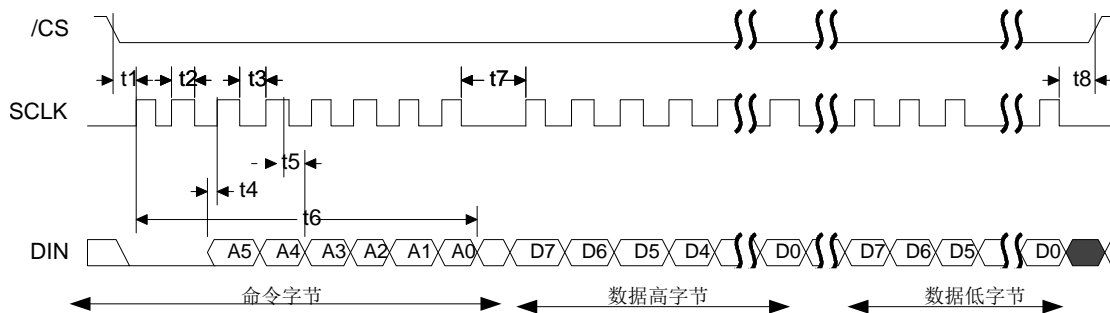 /CS
t1 t2 t3 t7 t8
SCLK
t5
t4
t6
DIN A5 A4 A3 A2 A1 A0 D7 D6 D5 D4 D0 D7 D6 D5 D0
命令字节 数据高字节 数据低字节